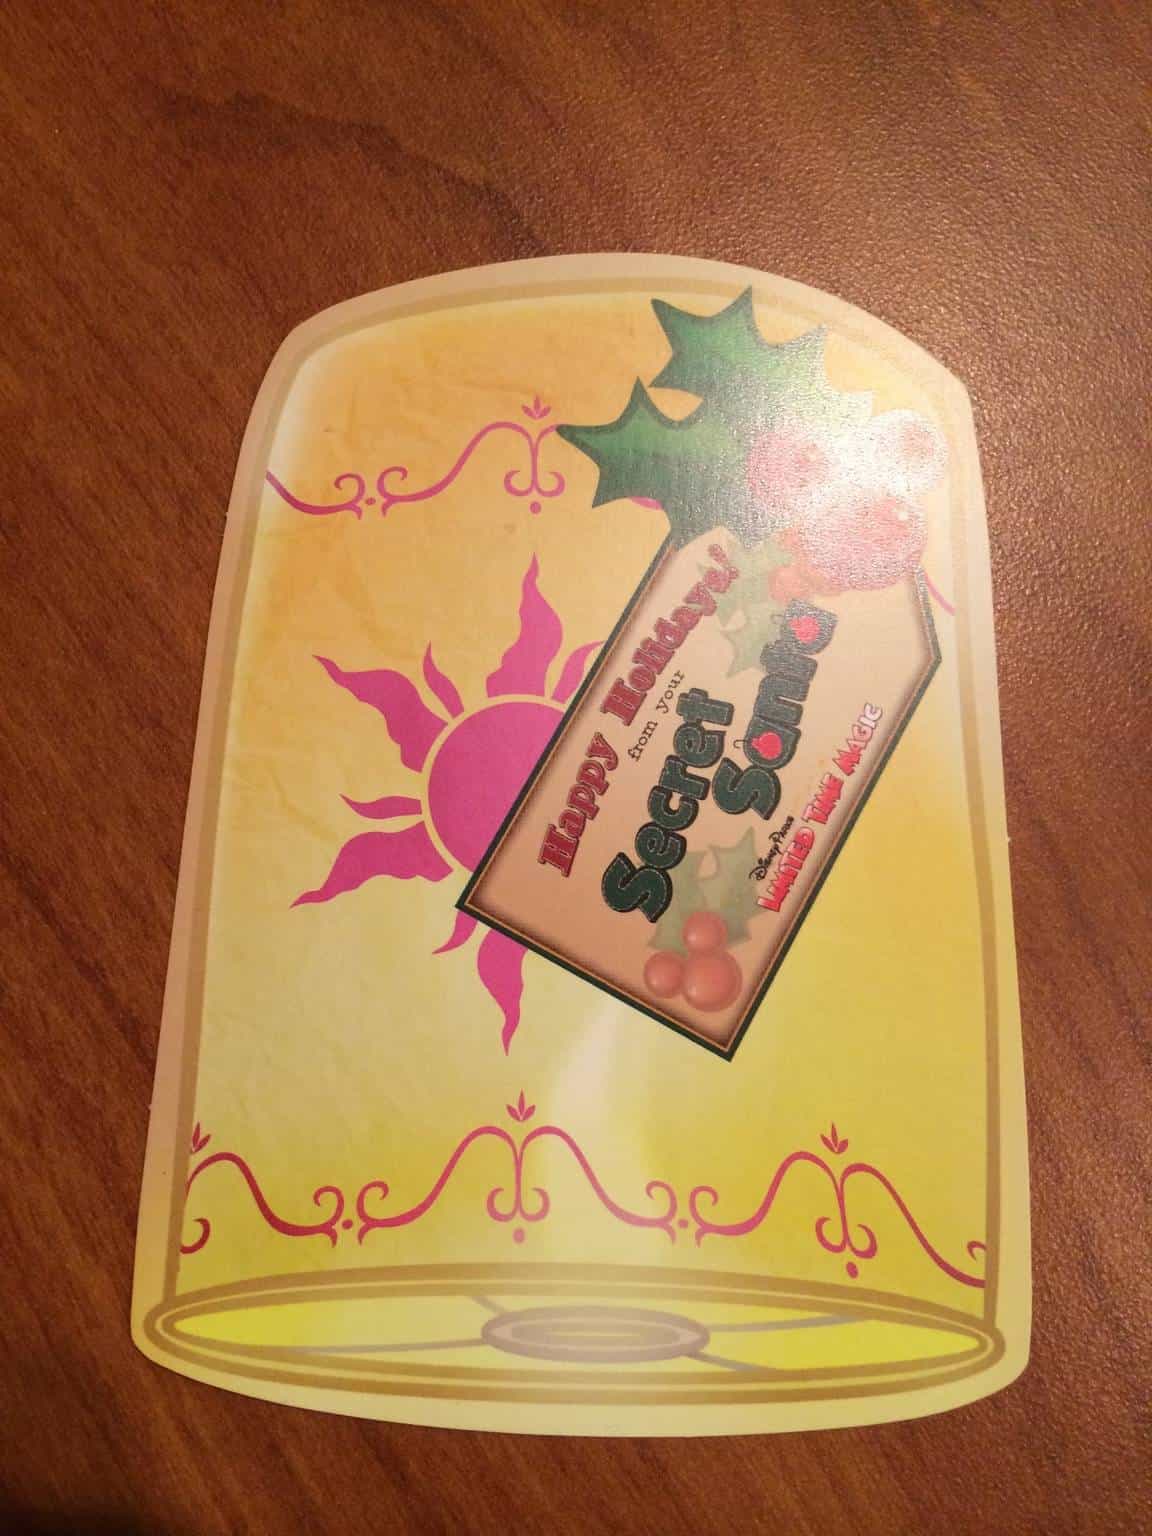 Happy Holidays!
from your
Secret
Santa
Disney Parks
LIMITED TIME MAGIC